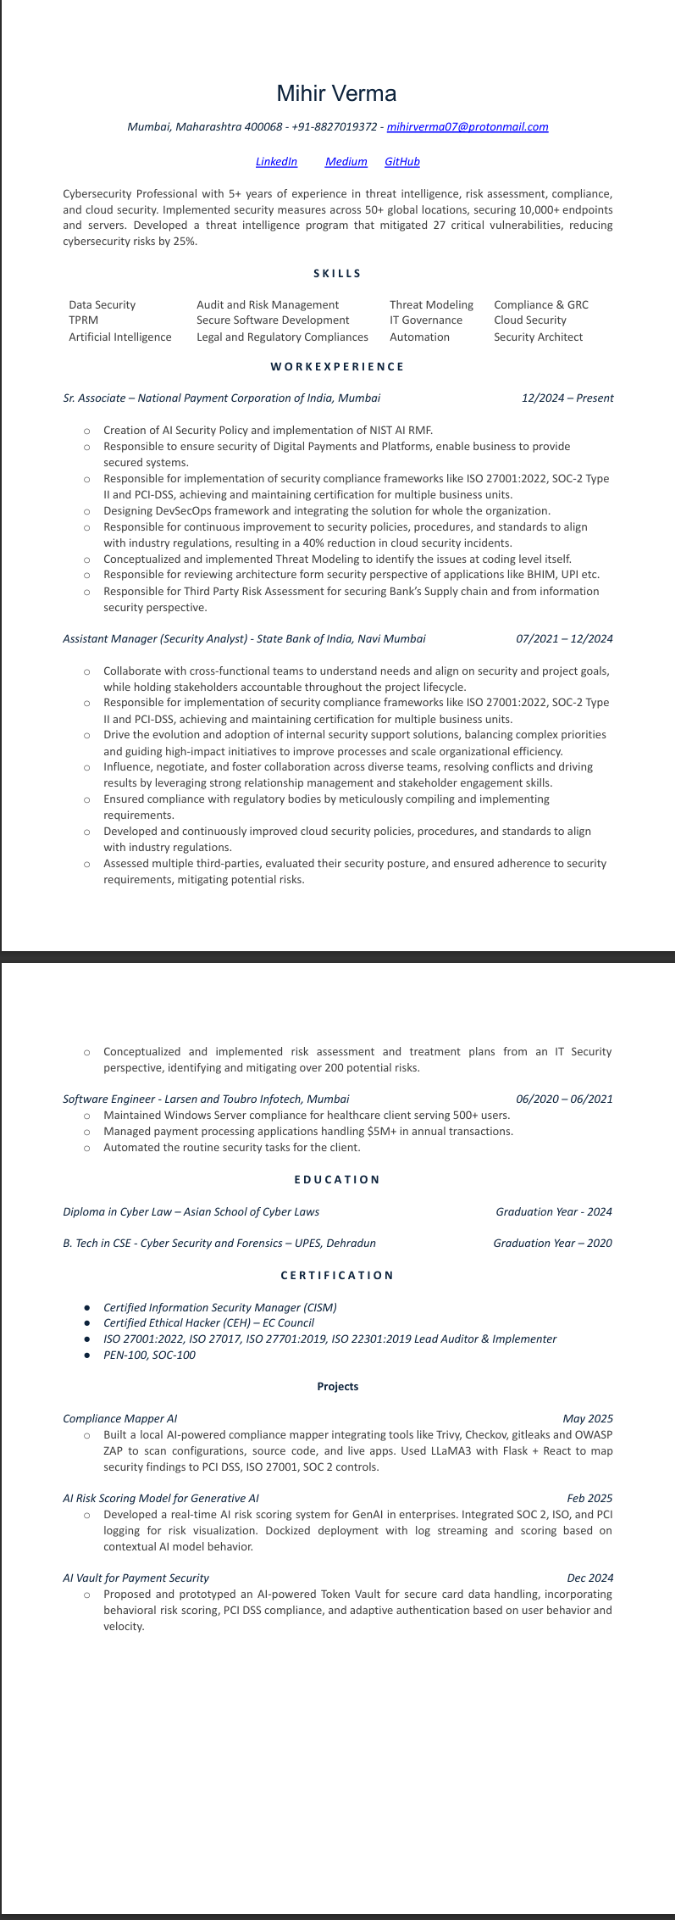 Mihir Verma
Mumbai, Maharashtra 400068 - +91-8827019372 - mihirverma07@protonmail.com
LinkedIn Medium GitHub
Cybersecurity Professional with 5+ years of experience in threat intelligence, risk assessment, compliance,
and cloud security. Implemented security measures across 50+ global locations, securing 10,000+ endpoints
and servers. Developed a threat intelligence program that mitigated 27 critical vulnerabilities, reducing
cybersecurity risks by 25%.
SKILLS
Data Security Audit and Risk Management Threat Modeling Compliance & GRC
TPRM Secure Software Development IT Governance Cloud Security
Artificial Intelligence Legal and Regulatory Compliances Automation Security Architect
WORKEXPERIENCE
Sr. Associate – National Payment Corporation of India, Mumbai 12/2024 – Present
o Creation of AI Security Policy and implementation of NIST AI RMF.
o Responsible to ensure security of Digital Payments and Platforms, enable business to provide
secured systems.
o Responsible for implementation of security compliance frameworks like ISO 27001:2022, SOC-2 Type
II and PCI-DSS, achieving and maintaining certification for multiple business units.
o Designing DevSecOps framework and integrating the solution for whole the organization.
o Responsible for continuous improvement to security policies, procedures, and standards to align
with industry regulations, resulting in a 40% reduction in cloud security incidents.
o Conceptualized and implemented Threat Modeling to identify the issues at coding level itself.
o Responsible for reviewing architecture form security perspective of applications like BHIM, UPI etc.
o Responsible for Third Party Risk Assessment for securing Bank's Supply chain and from information
security perspective.
Assistant Manager (Security Analyst) - State Bank of India, Navi Mumbai 07/2021 – 12/2024
o Collaborate with cross-functional teams to understand needs and align on security and project goals,
while holding stakeholders accountable throughout the project lifecycle.
o Responsible for implementation of security compliance frameworks like ISO 27001:2022, SOC-2 Type
II and PCI-DSS, achieving and maintaining certification for multiple business units.
o Drive the evolution and adoption of internal security support solutions, balancing complex priorities
and guiding high-impact initiatives to improve processes and scale organizational efficiency.
o Influence, negotiate, and foster collaboration across diverse teams, resolving conflicts and driving
results by leveraging strong relationship management and stakeholder engagement skills.
o Ensured compliance with regulatory bodies by meticulously compiling and implementing
requirements.
o Developed and continuously improved cloud security policies, procedures, and standards to align
with industry regulations.
o Assessed multiple third-parties, evaluated their security posture, and ensured adherence to security
requirements, mitigating potential risks.
o Conceptualized and implemented risk assessment and treatment plans from an IT Security
perspective, identifying and mitigating over 200 potential risks.
Software Engineer - Larsen and Toubro Infotech, Mumbai 06/2020 – 06/2021
o Maintained Windows Server compliance for healthcare client serving 500+ users.
o Managed payment processing applications handling $5M+ in annual transactions.
o Automated the routine security tasks for the client.
EDUCATION
Diploma in Cyber Law – Asian School of Cyber Laws Graduation Year - 2024
B. Tech in CSE - Cyber Security and Forensics – UPES, Dehradun Graduation Year – 2020
CERTIFICATION
● Certified Information Security Manager (CISM)
● Certified Ethical Hacker (CEH) – EC Council
● ISO 27001:2022, ISO 27017, ISO 27701:2019, ISO 22301:2019 Lead Auditor & Implementer
● PEN-100, SOC-100
Projects
Compliance Mapper AI May 2025
o Built a local AI-powered compliance mapper integrating tools like Trivy, Checkov, gitleaks and OWASP
ZAP to scan configurations, source code, and live apps. Used LLaMA3 with Flask + React to map
security findings to PCI DSS, ISO 27001, SOC 2 controls.
AI Risk Scoring Model for Generative AI Feb 2025
o Developed a real-time AI risk scoring system for GenAI in enterprises. Integrated SOC 2, ISO, and PCI
logging for risk visualization. Dockized deployment with log streaming and scoring based on
contextual AI model behavior.
AI Vault for Payment Security Dec 2024
o Proposed and prototyped an AI-powered Token Vault for secure card data handling, incorporating
behavioral risk scoring, PCI DSS compliance, and adaptive authentication based on user behavior and
velocity.